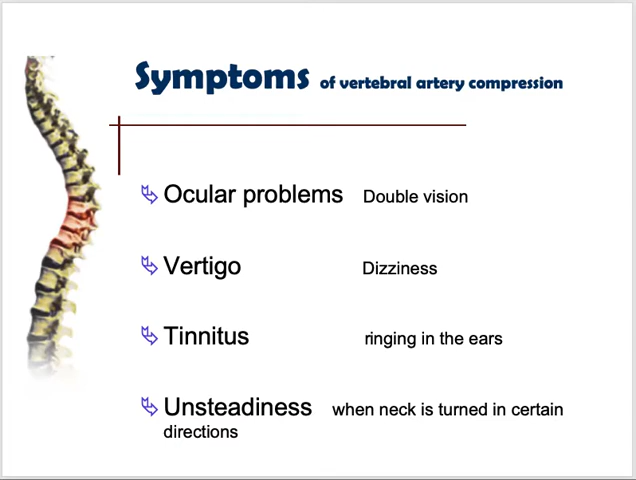 Symptoms of vertebral artery compression
Ocular problems Double vision
Vertigo Dizziness
Tinnitus ringing in the ears
Unsteadiness when neck is turned in certain
directions